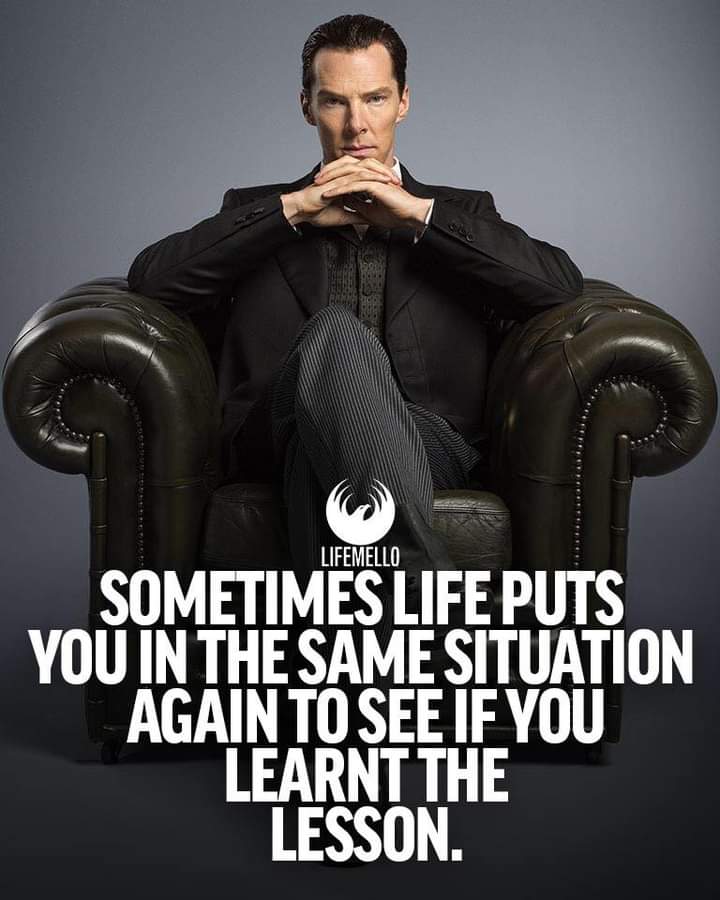 LIFEMELLO
SOMETIMES LIFE PUTS
YOU IN THE SAME SITUATION
AGAIN TO SEE IF YOU
LEARNT THE
LESSON.